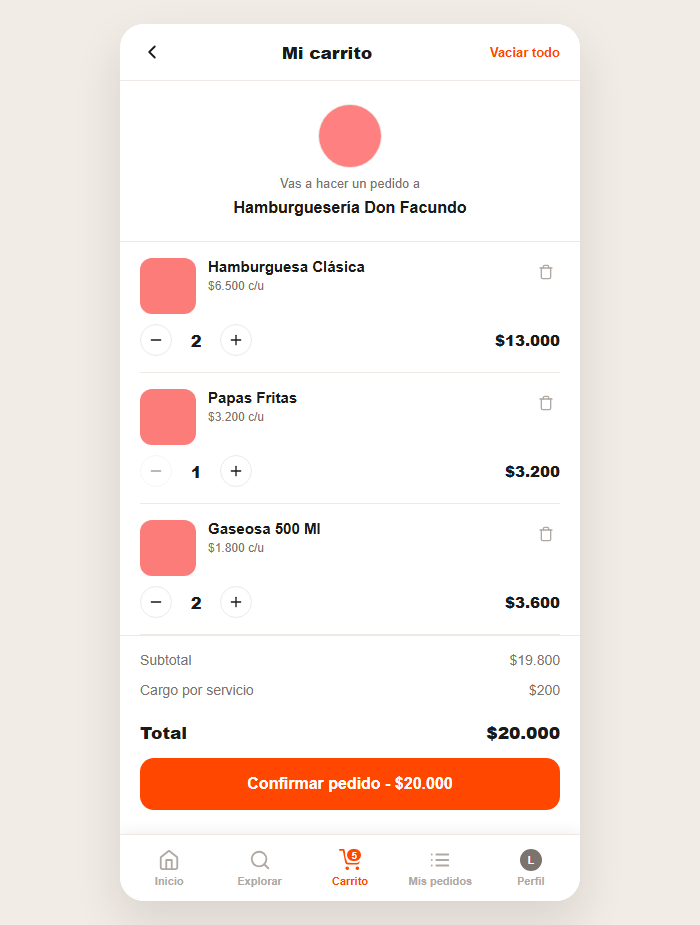 Mi carrito
Vaciar todo
Vas a hacer un pedido a
Hamburguesería Don Facundo
Hamburguesa Clásica
$6.500 c/u
2
$13.000
Papas Fritas
$3.200 c/u
1
$3.200
Gaseosa 500 Ml
$1.800 c/u
2
$3.600
Subtotal
$19.800
Cargo por servicio
$200
Total
$20.000
Confirmar pedido - $20.000
5
L
Inicio
Explorar
Carrito
Mis pedidos
Perfil